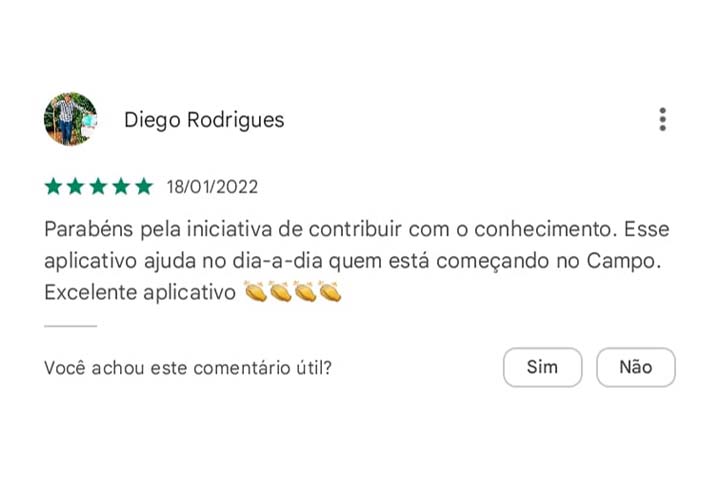 Diego Rodrigues
18/01/2022
Parabéns pela iniciativa de contribuir com o conhecimento. Esse
aplicativo ajuda no dia-a-dia quem está começando no Campo.
Excelente aplicativo 👏👏👏👏
Você achou este comentário útil?
Sim
Não